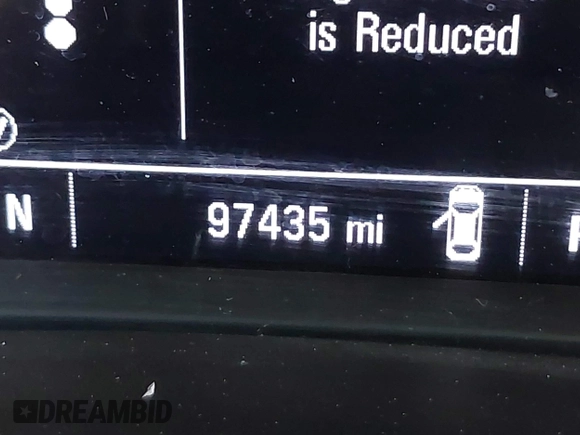 is Reduced
N
97435 mi
DREAMBID